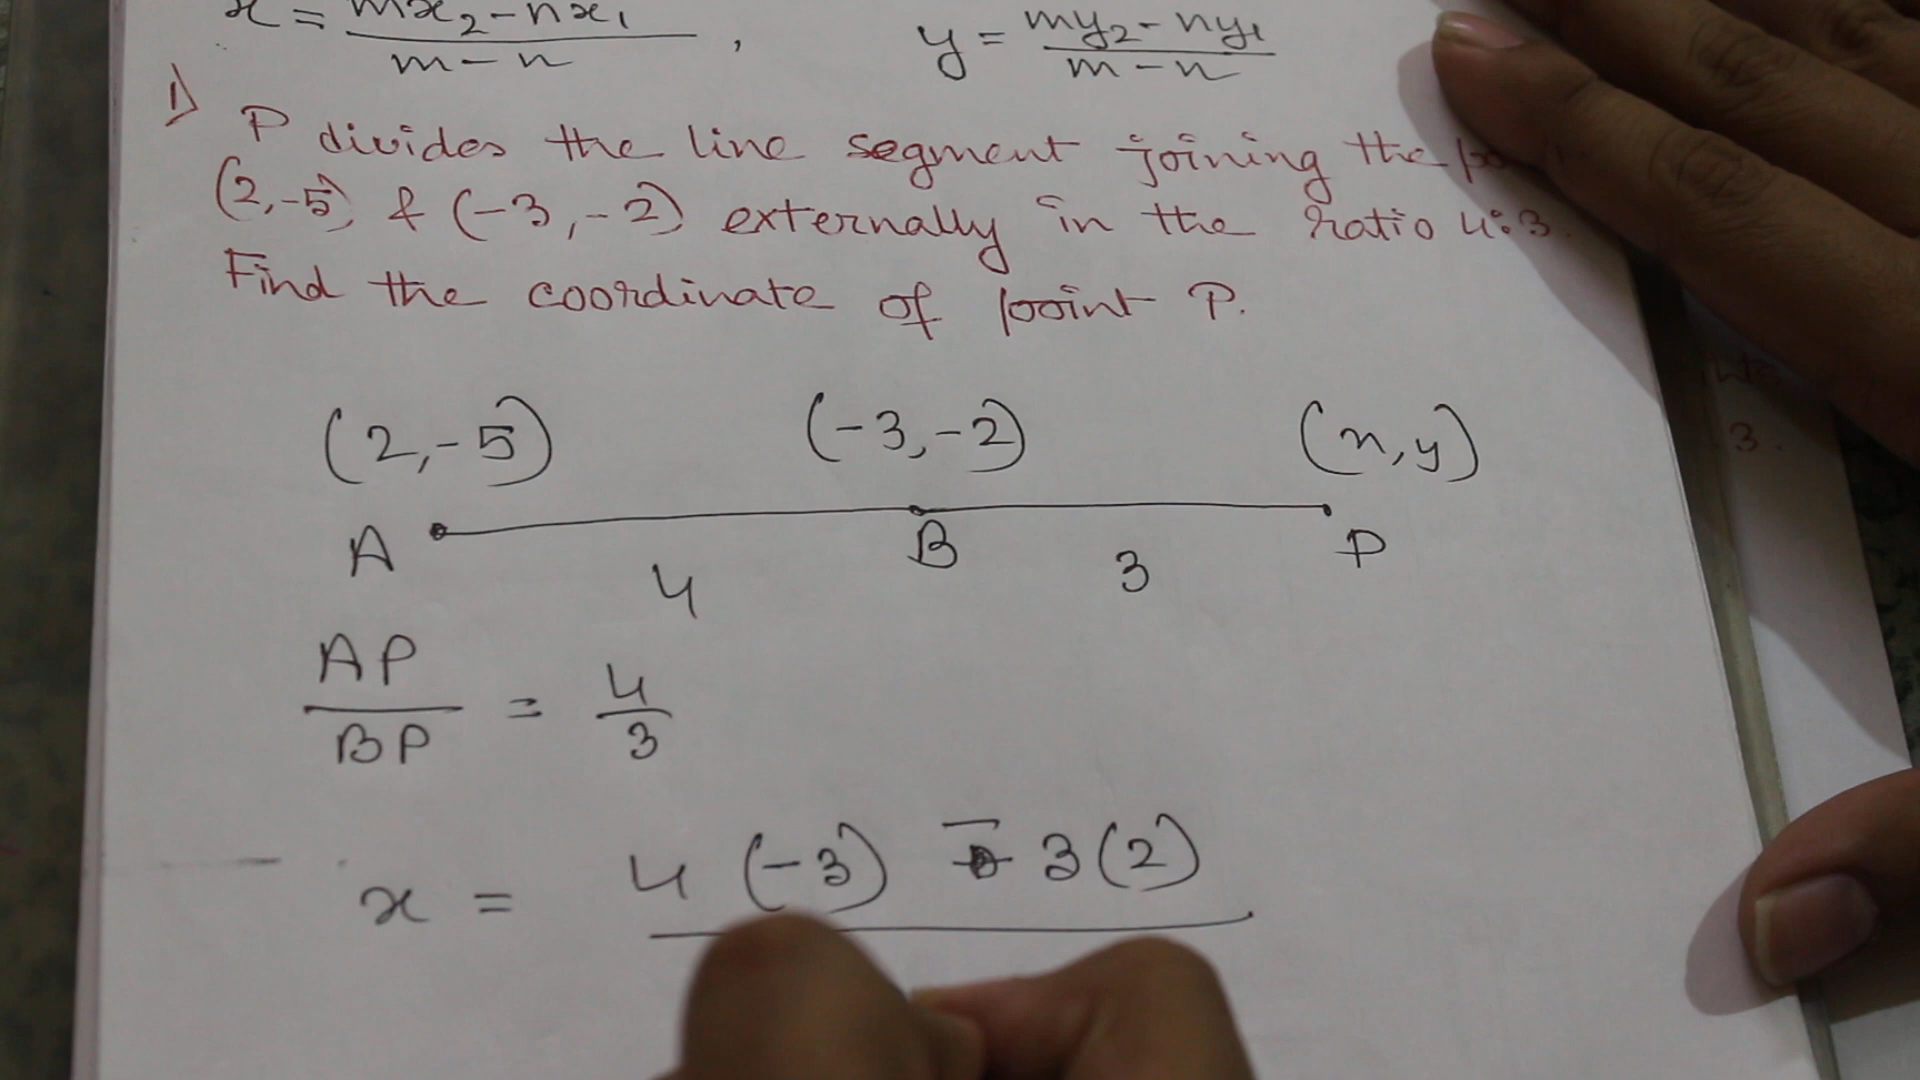 x = mx₂ - nx₁ / m - n , y = my₂ - ny₁ / m - n
1) P divides the line segment joining the
(2,-5) & (-3,-2) externally in the ratio 4:3.
Find the coordinate of point P.
(2,-5) (-3,-2) (x,y)
A B P
4 3
AP / BP = 4 / 3
x = 4 (-3) - 3(2)
3.